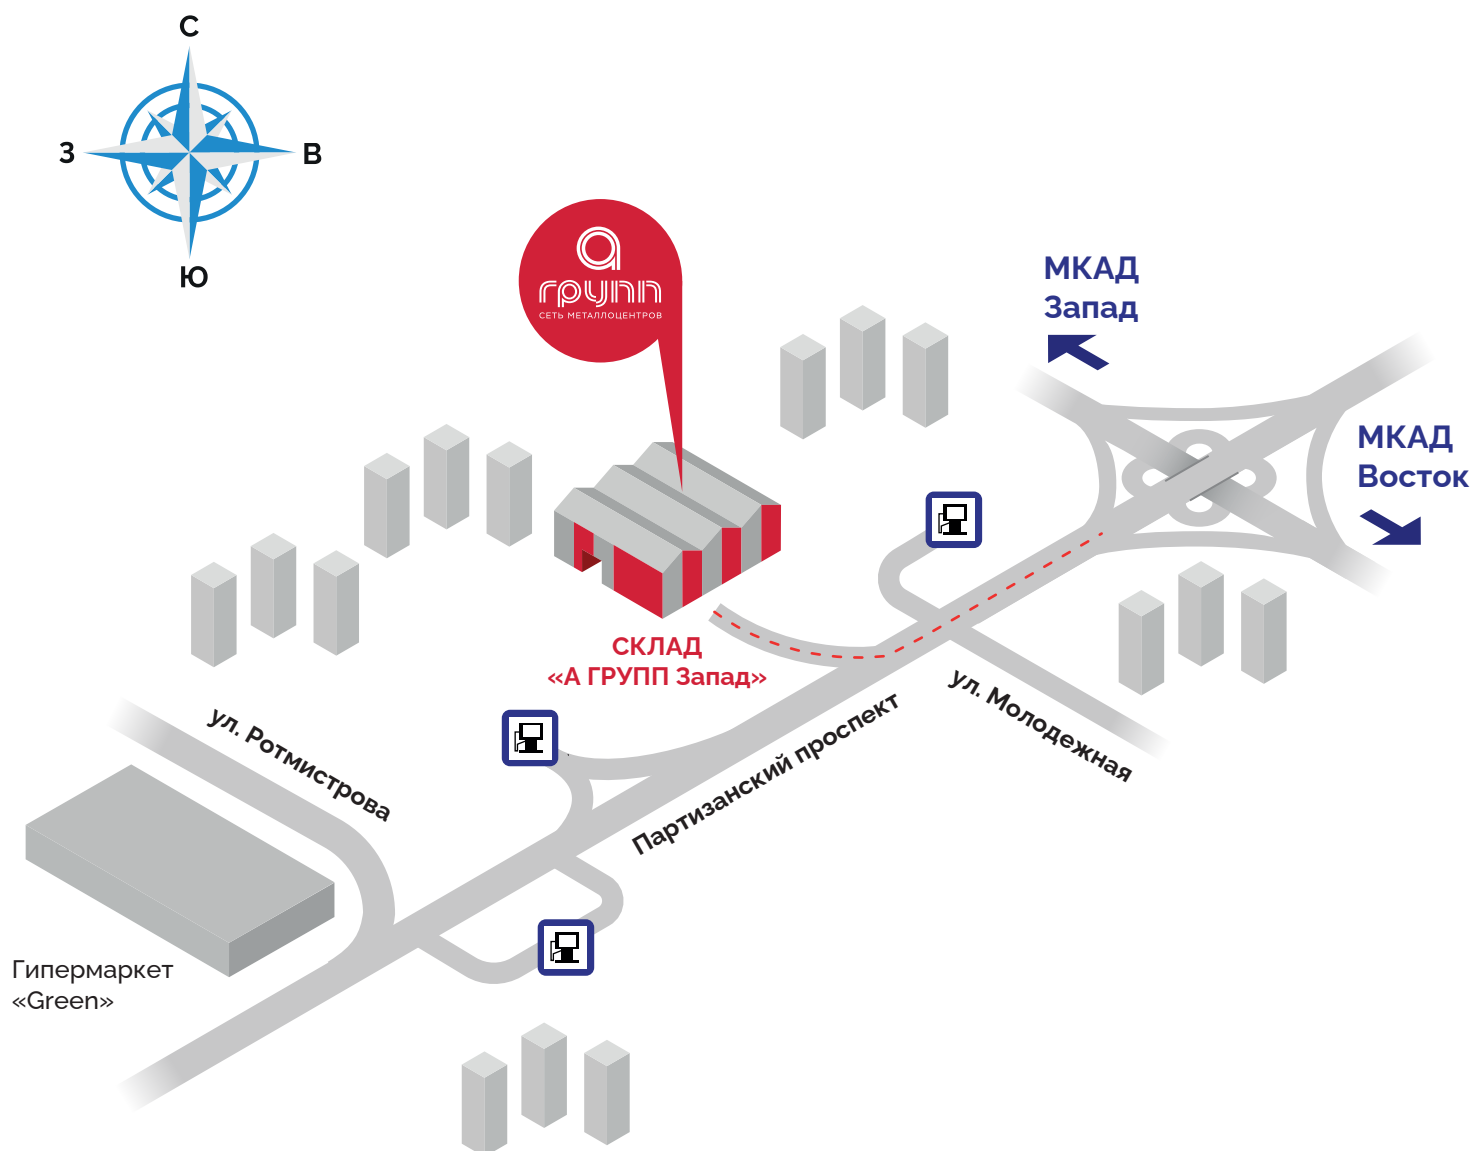 С
З
В
Ю
а
групп
СЕТЬ МЕТАЛЛОЦЕНТРОВ
МКАД
Запад
МКАД
Восток
СКЛАД
«А ГРУПП Запад»
ул. Ротмистрова
Партизанский проспект
ул. Молодежная
Гипермаркет
«Green»